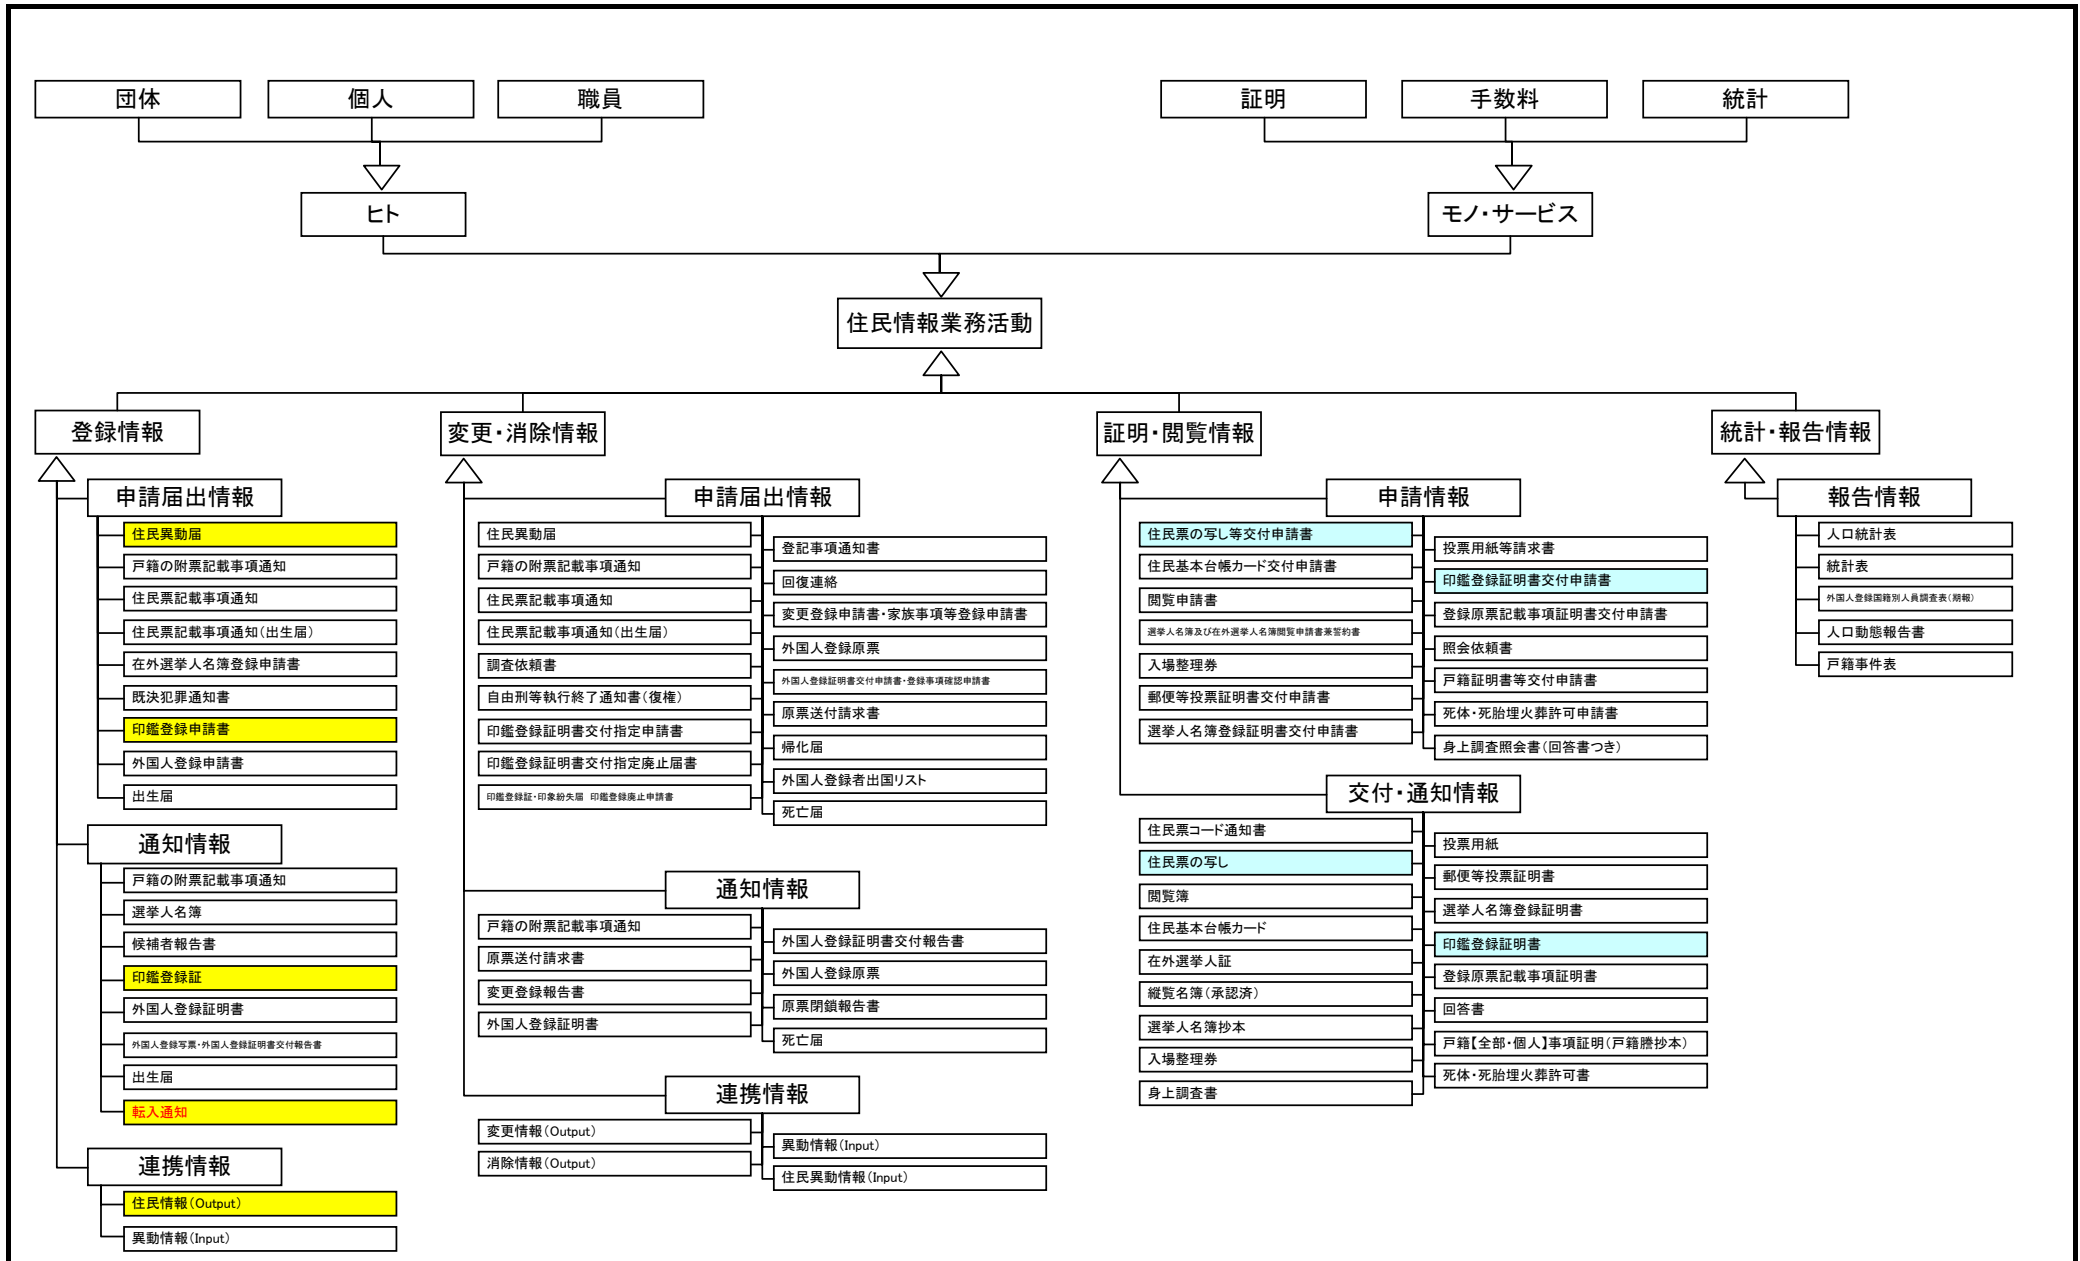 団体
個人
職員
証明
手数料
統計
ヒト
モノ・サービス
住民情報業務活動
登録情報
申請届出情報
住民異動届
戸籍の附票記載事項通知
住民票記載事項通知
住民票記載事項通知(出生届)
在外選挙人名簿登録申請書
既決犯罪通知書
印鑑登録申請書
外国人登録申請書
出生届
通知情報
戸籍の附票記載事項通知
選挙人名簿
候補者報告書
印鑑登録証
外国人登録証明書
外国人登録写票・外国人登録証明書交付報告書
出生届
転入通知
連携情報
住民情報(Output)
異動情報(Input)
変更・消除情報
申請届出情報
住民異動届
戸籍の附票記載事項通知
住民票記載事項通知
住民票記載事項通知(出生届)
調査依頼書
自由刑等執行終了通知書(復権)
印鑑登録証明書交付指定申請書
印鑑登録証明書交付指定廃止届書
印鑑登録証・印象紛失届 印鑑登録廃止申請書
登記事項通知書
回復連絡
変更登録申請書・家族事項等登録申請書
外国人登録原票
外国人登録証明書交付申請書・登録事項確認申請書
原票送付請求書
帰化届
外国人登録者出国リスト
死亡届
通知情報
戸籍の附票記載事項通知
原票送付請求書
変更登録報告書
外国人登録証明書
外国人登録証明書交付報告書
外国人登録原票
原票閉鎖報告書
死亡届
連携情報
変更情報(Output)
消除情報(Output)
異動情報(Input)
住民異動情報(Input)
証明・閲覧情報
申請情報
住民票の写し等交付申請書
住民基本台帳カード交付申請書
閲覧申請書
選挙人名簿及び在外選挙人名簿閲覧申請書兼誓約書
入場整理券
郵便等投票証明書交付申請書
選挙人名簿登録証明書交付申請書
投票用紙等請求書
印鑑登録証明書交付申請書
登録原票記載事項証明書交付申請書
照会依頼書
戸籍証明書等交付申請書
死体・死胎埋火葬許可申請書
身上調査照会書(回答書つき)
交付・通知情報
住民票コード通知書
住民票の写し
閲覧簿
住民基本台帳カード
在外選挙人証
縦覧名簿(承認済)
選挙人名簿抄本
入場整理券
身上調査書
投票用紙
郵便等投票証明書
選挙人名簿登録証明書
印鑑登録証明書
登録原票記載事項証明書
回答書
戸籍【全部・個人】事項証明(戸籍謄抄本)
死体・死胎埋火葬許可書
統計・報告情報
報告情報
人口統計表
統計表
外国人登録国籍別人員調査表(期報)
人口動態報告書
戸籍事件表